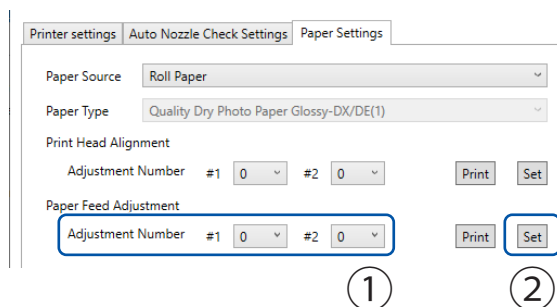 Printer settings Auto Nozzle Check Settings Paper Settings
Paper Source Roll Paper
Paper Type Quality Dry Photo Paper Glossy-DX/DE(1)
Print Head Alignment
Adjustment Number #1 0 #2 0 Print Set
Paper Feed Adjustment
Adjustment Number #1 0 #2 0 Print Set
① ②